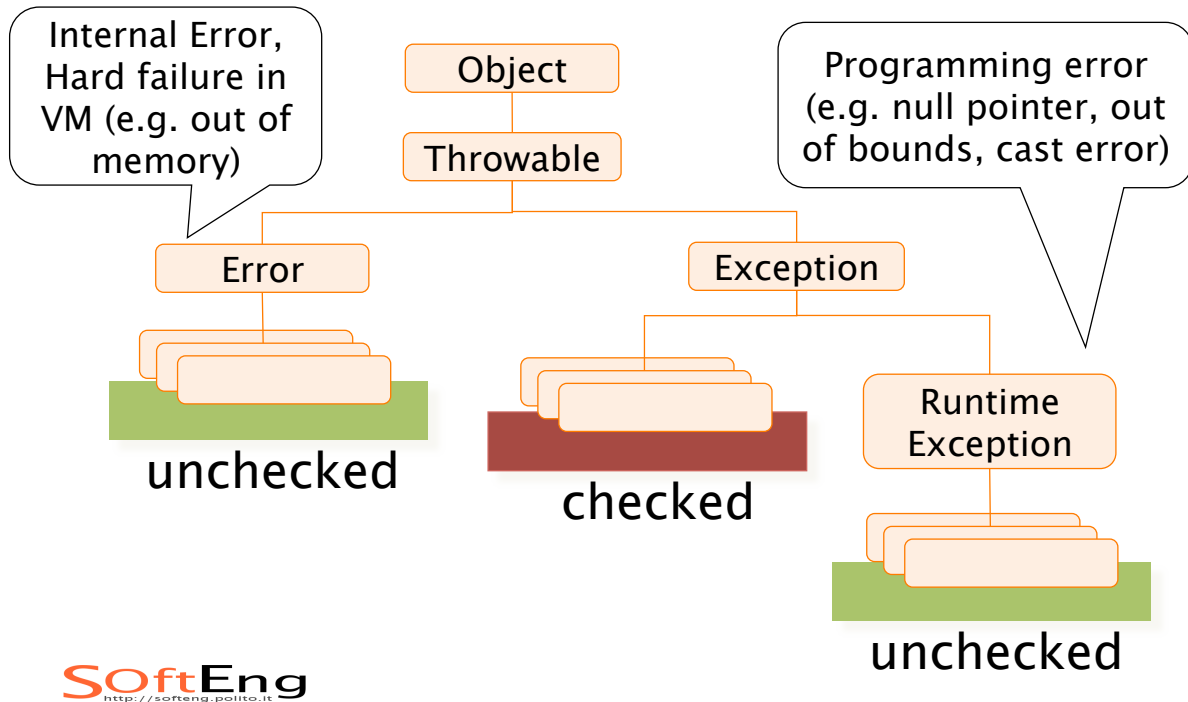 Internal Error,
Hard failure in
VM (e.g. out of
memory)
Object
Throwable
Programming error
(e.g. null pointer, out
of bounds, cast error)
Error
Exception
Runtime
Exception
unchecked
checked
unchecked
SOftEng
http://softeng.polito.it